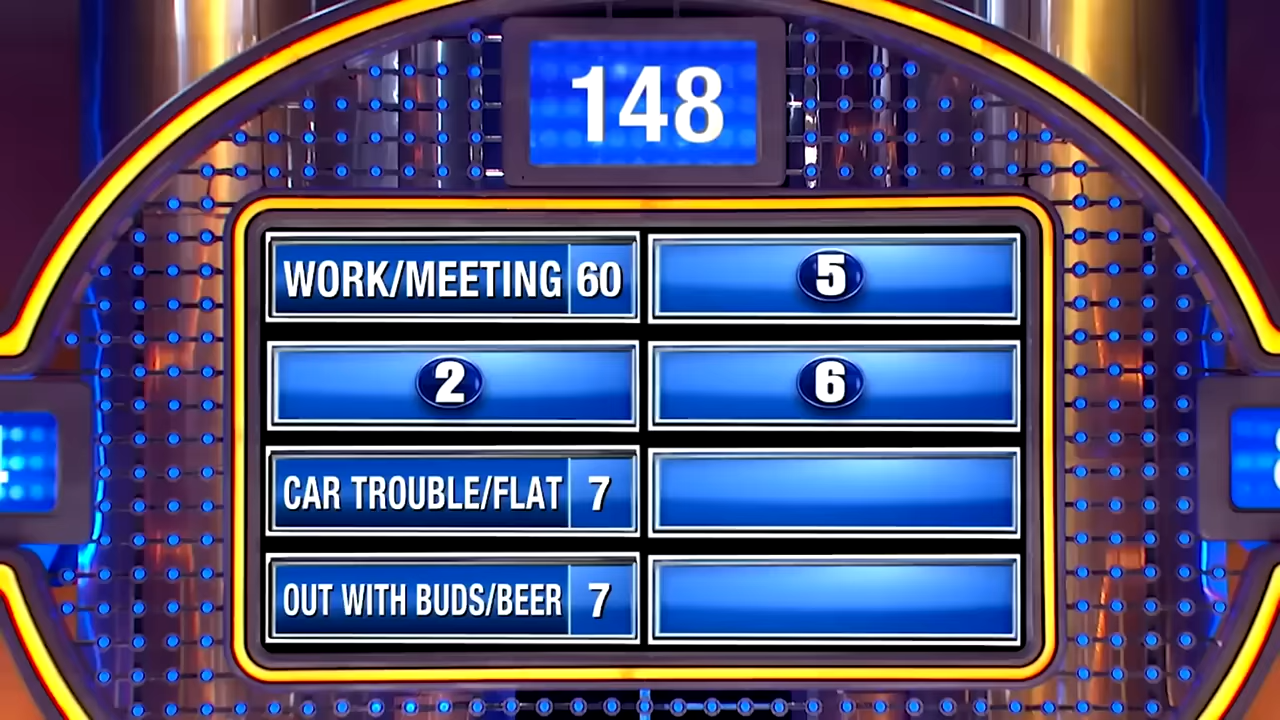 148
WORK/MEETING 60
5
2
6
CAR TROUBLE/FLAT 7
OUT WITH BUDS/BEER 7